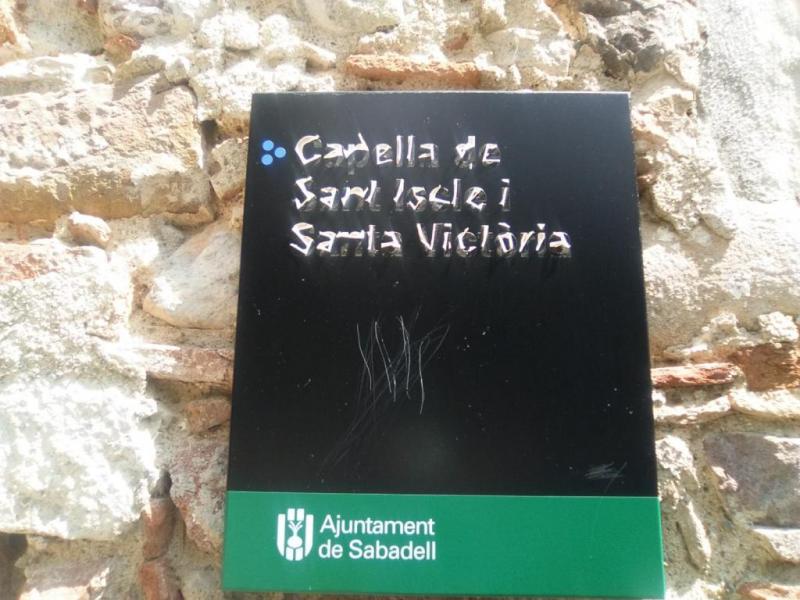 Capella de
Sant Iscle i
Santa Victòria
Ajuntament
de Sabadell